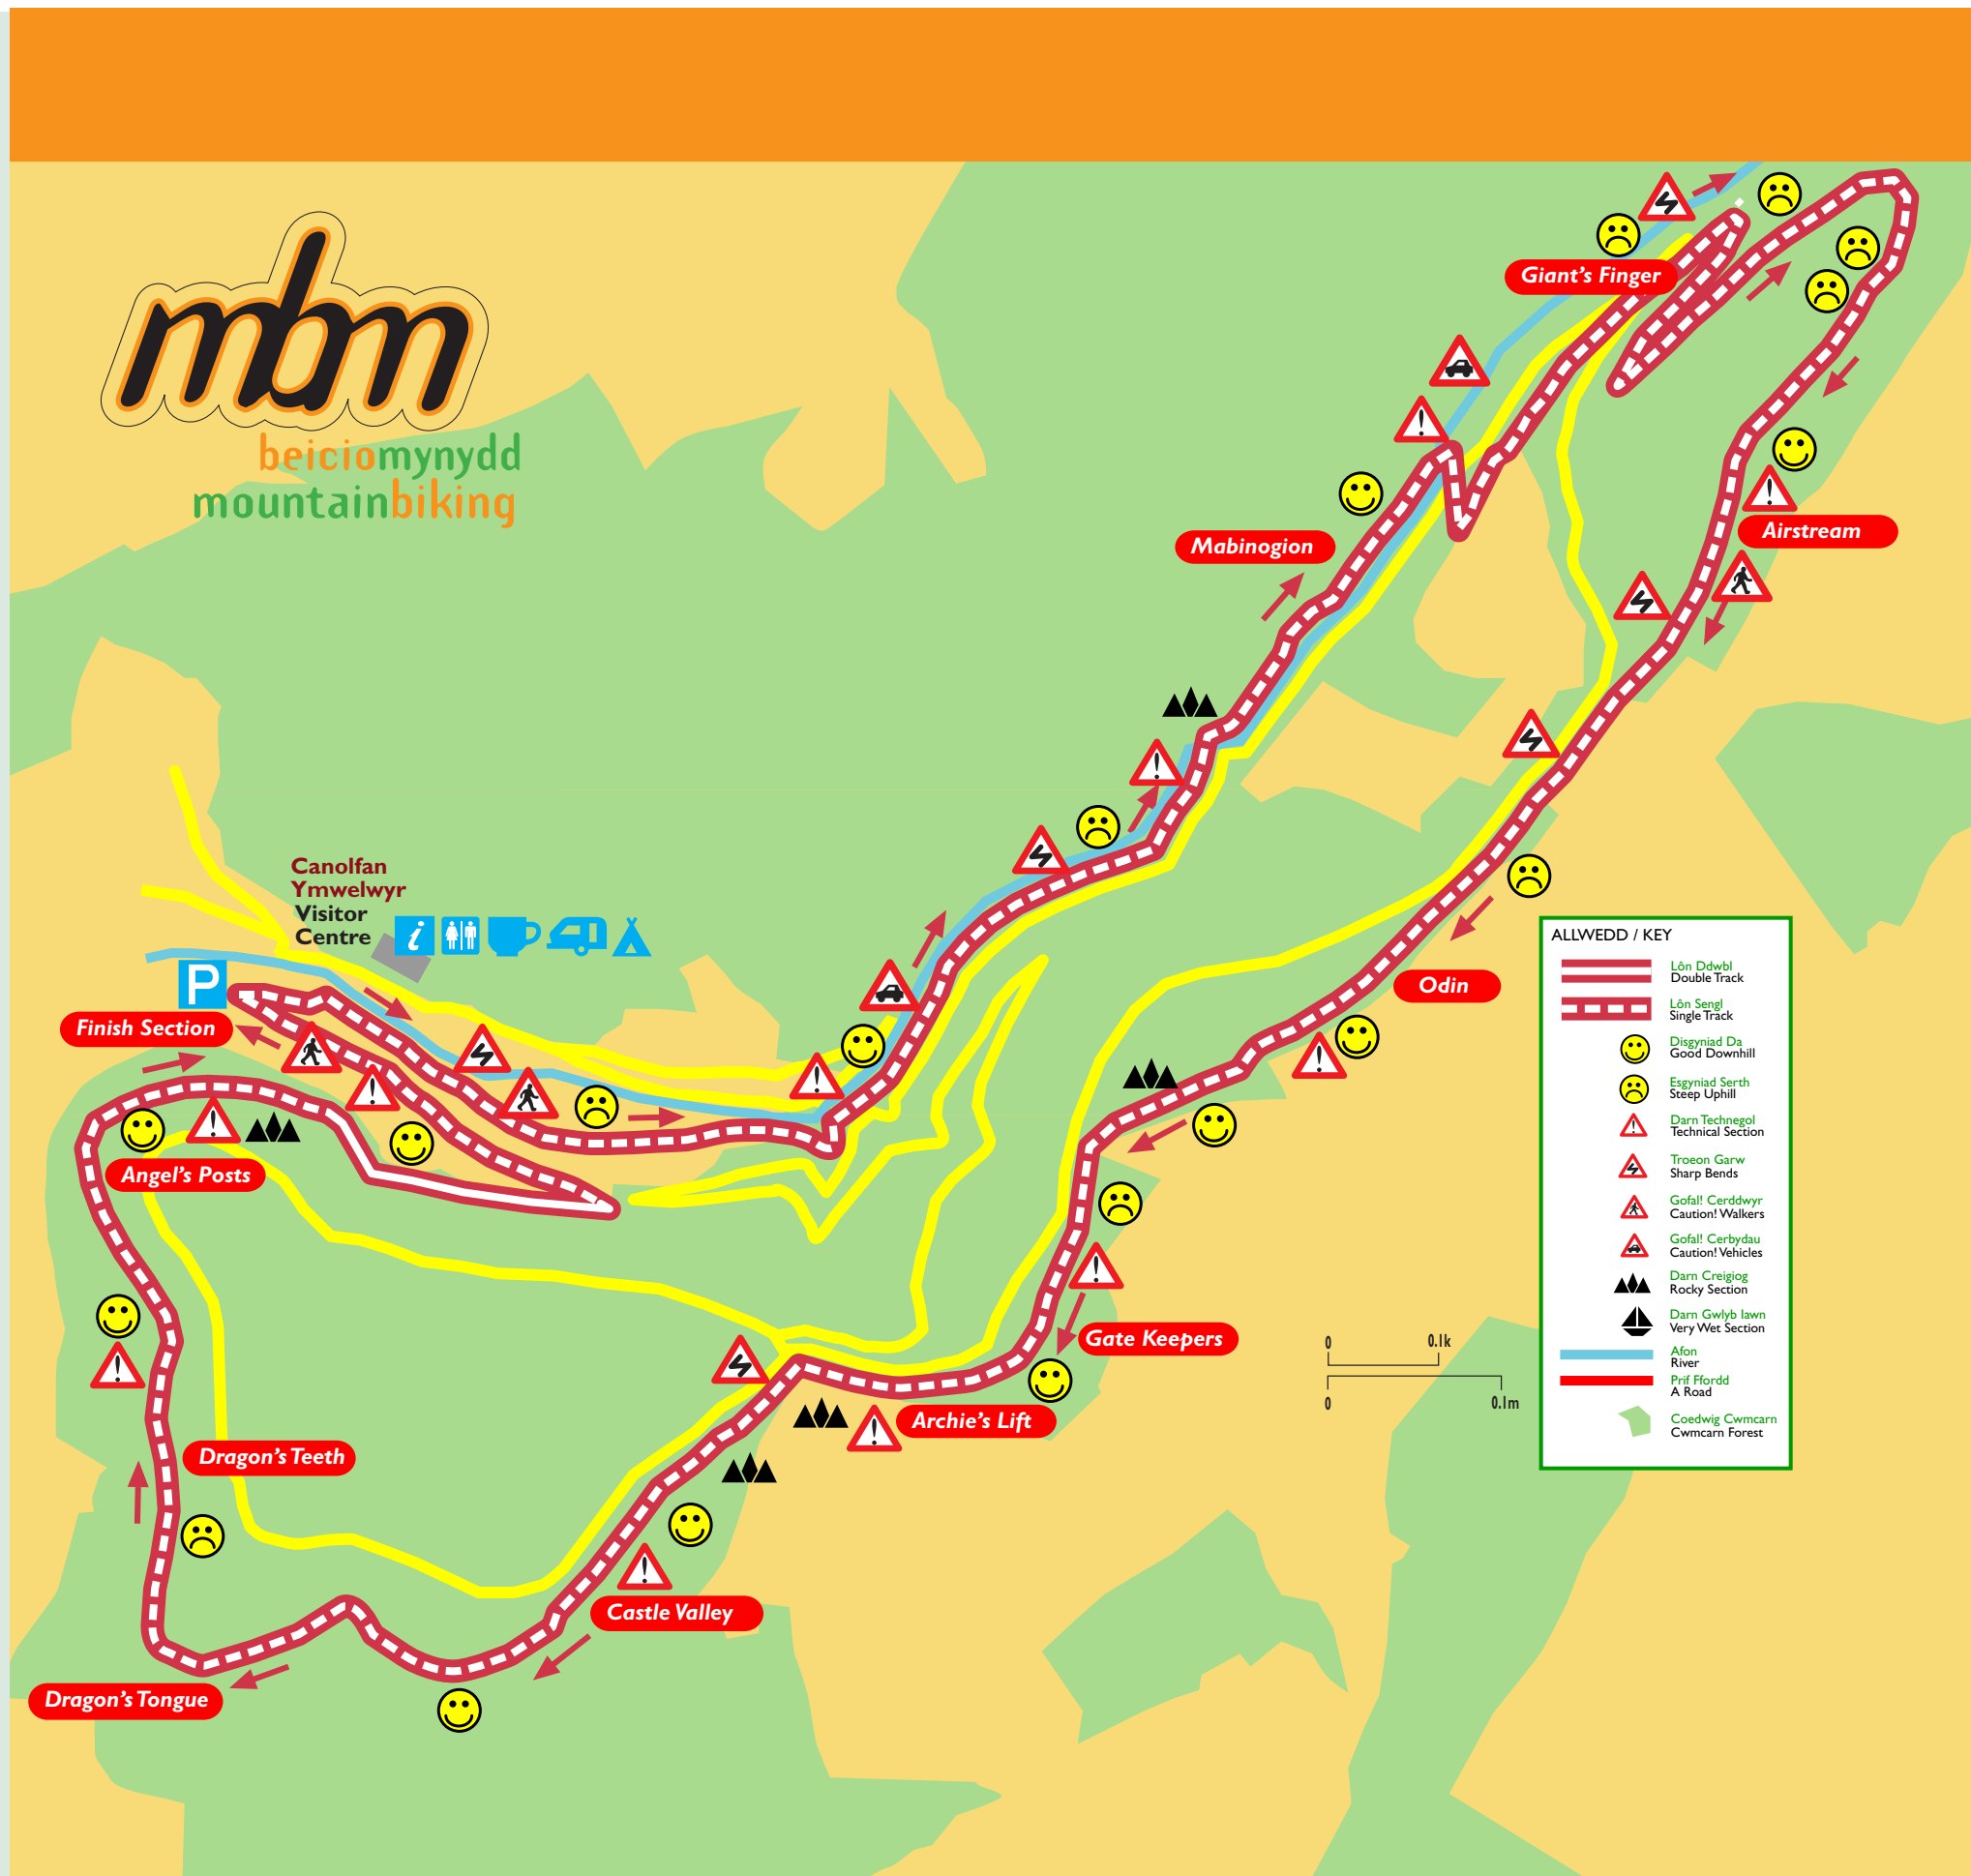 mbm
beiciomynydd
mountainbiking
Giant's Finger
Mabinogion
Airstream
Canolfan
Ymwelwyr
Visitor
Centre
i
P
Finish Section
Angel's Posts
Odin
Gate Keepers
Archie's Lift
Dragon's Teeth
Castle Valley
Dragon's Tongue
0 0.1k
0 0.1m
ALLWEDD / KEY
Lôn Ddwbl
Double Track
Lôn Sengl
Single Track
Disgyniad Da
Good Downhill
Esgyniad Serth
Steep Uphill
Darn Technegol
Technical Section
Troeon Garw
Sharp Bends
Gofal! Cerddwyr
Caution! Walkers
Gofal! Cerbydau
Caution! Vehicles
Darn Creigiog
Rocky Section
Darn Gwlyb Iawn
Very Wet Section
Afon
River
Prif Ffordd
A Road
Coedwig Cwmcarn
Cwmcarn Forest